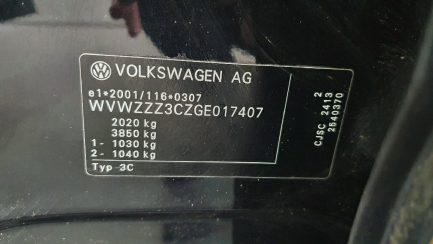 VOLKSWAGEN AG
e1*2001/116*0307
WVWZZZ3CZGE017407
2020 kg
3850 kg
1- 1030 kg
2- 1040 kg
Typ 3C
CJSC 2413 2
2540370